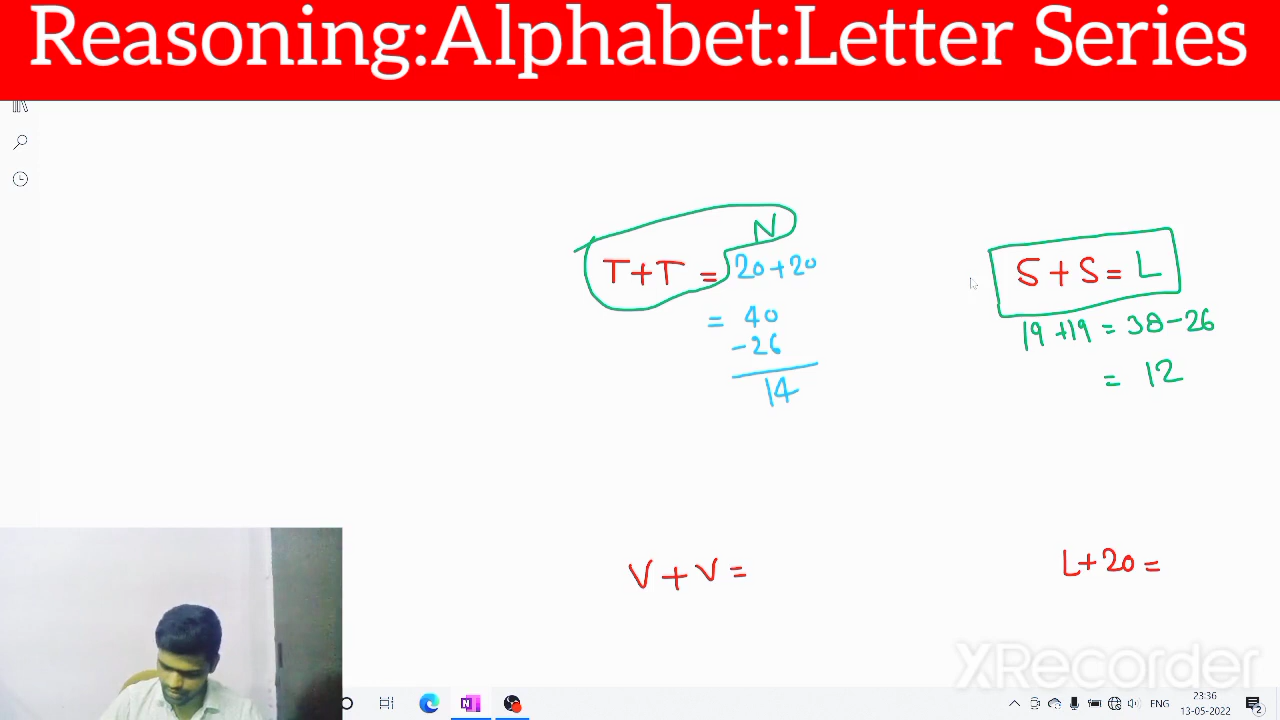 Reasoning:Alphabet:Letter Series
N
T+T = 20+20
= 40
-26
14
S+S= L
19+19 = 38-26
= 12
V+V=
L+20=
XRecorder
ENG
23:36
13-05-2022
2